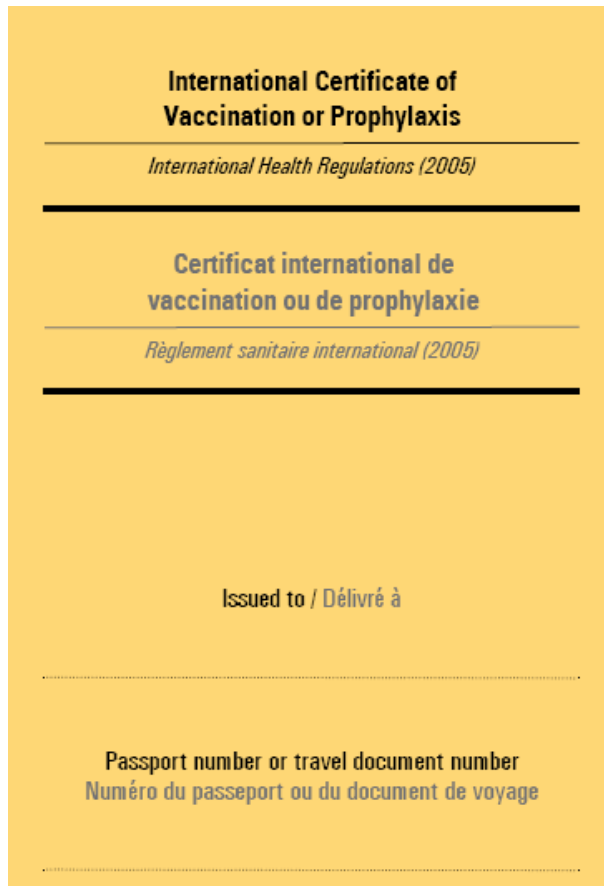 International Certificate of
Vaccination or Prophylaxis
International Health Regulations (2005)
Certificat international de
vaccination ou de prophylaxie
Règlement sanitaire international (2005)
Issued to / Délivré à
Passport number or travel document number
Numéro du passeport ou du document de voyage